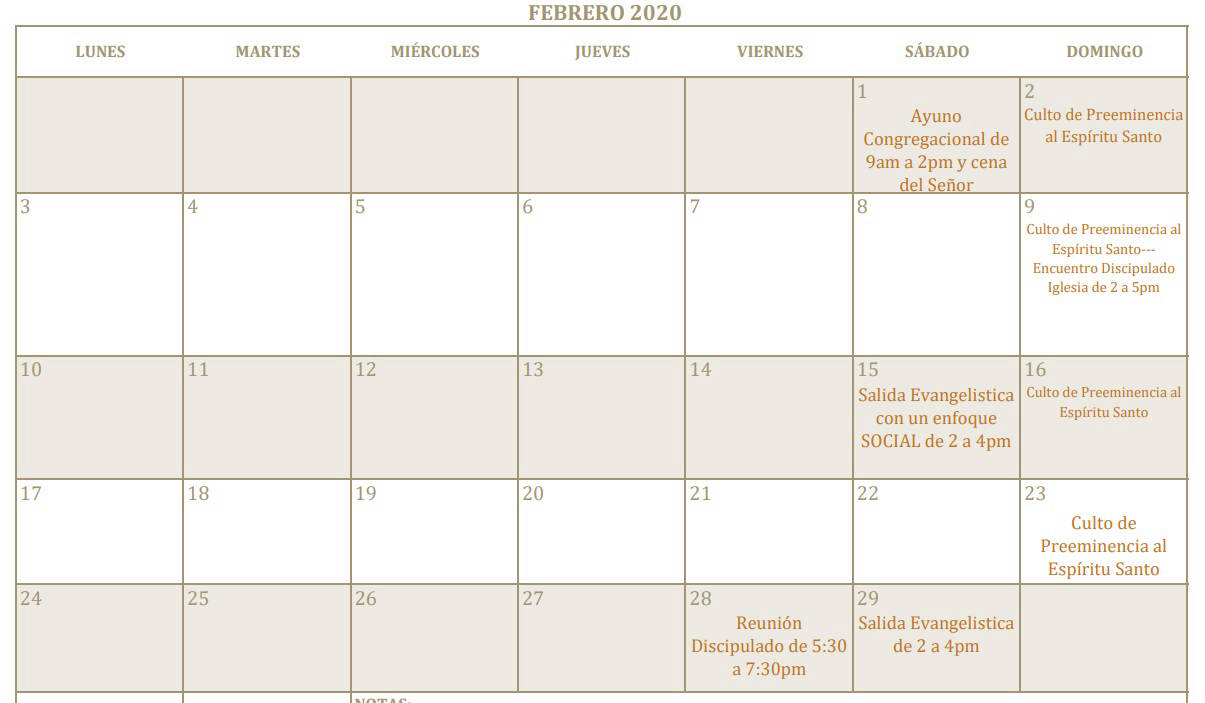 FEBRERO 2020
LUNES MARTES MIÉRCOLES JUEVES VIERNES SÁBADO DOMINGO
1
Ayuno
Congregacional de
9am a 2pm y cena
del Señor
2
Culto de Preeminencia
al Espíritu Santo
3
4
5
6
7
8
9
Culto de Preeminencia al
Espíritu Santo---
Encuentro Discipulado
Iglesia de 2 a 5pm
10
11
12
13
14
15
Salida Evangelistica
con un enfoque
SOCIAL de 2 a 4pm
16
Culto de Preeminencia al
Espíritu Santo
17
18
19
20
21
22
23
Culto de
Preeminencia al
Espíritu Santo
24
25
26
27
28
Reunión
Discipulado de 5:30
a 7:30pm
29
Salida Evangelistica
de 2 a 4pm
NOTAS: